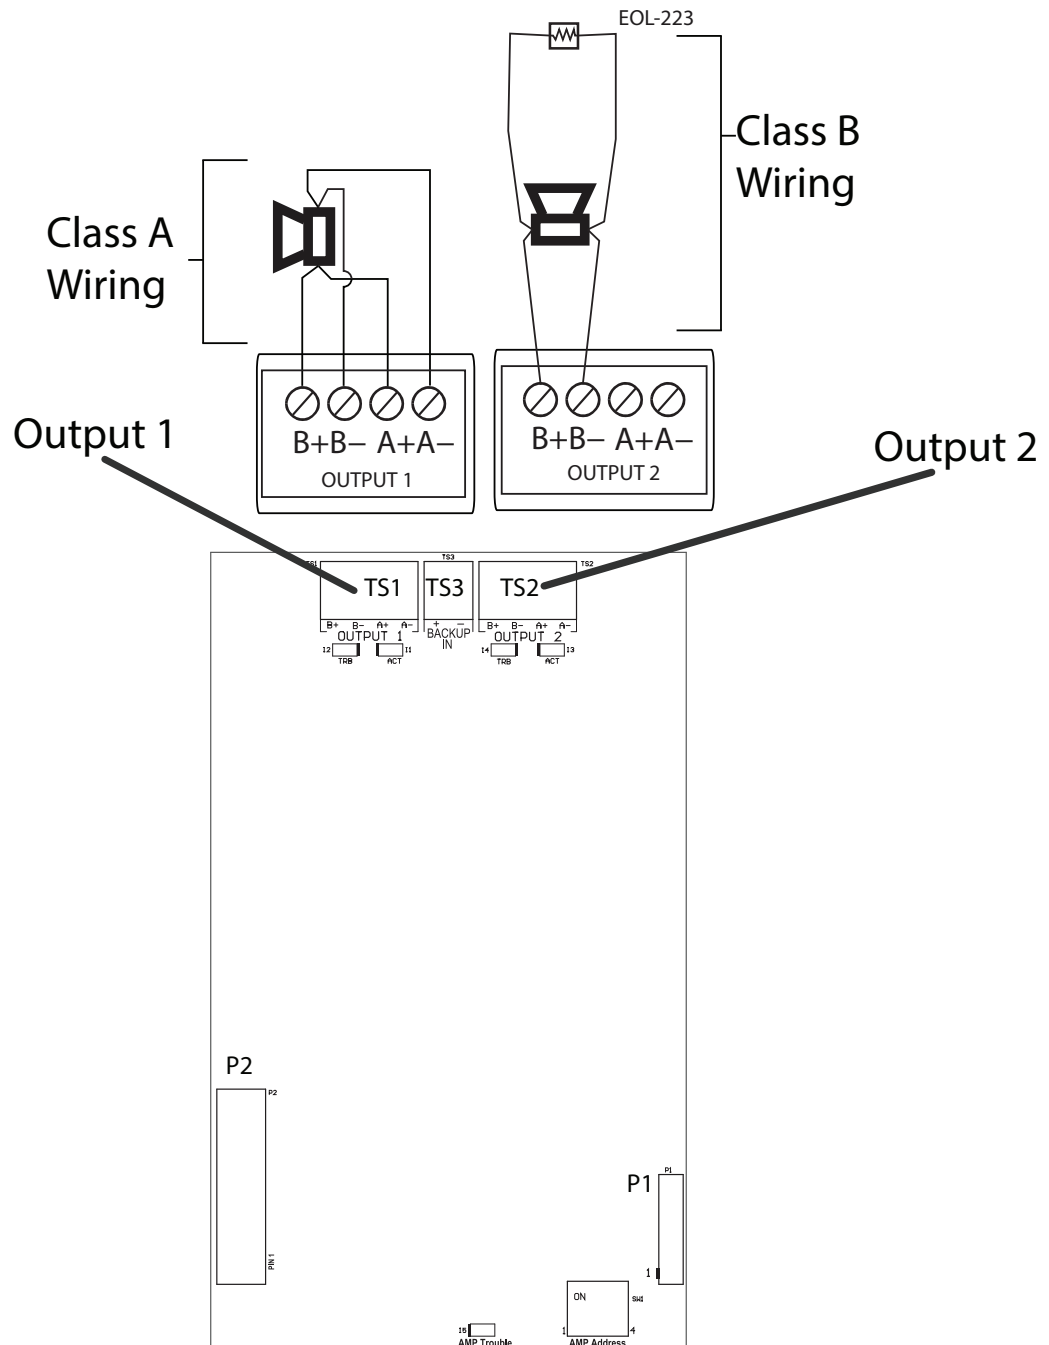 EOL-223
Class B
Wiring
Class A
Wiring
B+B– A+A–
OUTPUT 1
B+B– A+A–
OUTPUT 2
Output 1
Output 2
TS1
TS3
TS2
TS1
TS3
TS2
B+ B- A+ A-
+ -
B+ B- A+ A-
OUTPUT 1
BACKUP
IN
OUTPUT 2
I2
TRB
I1
ACT
I4
TRB
I3
ACT
P2
P2
PIN 1
P1
P1
1
ON
SW1
1
4
I5
AMP Trouble
AMP Address